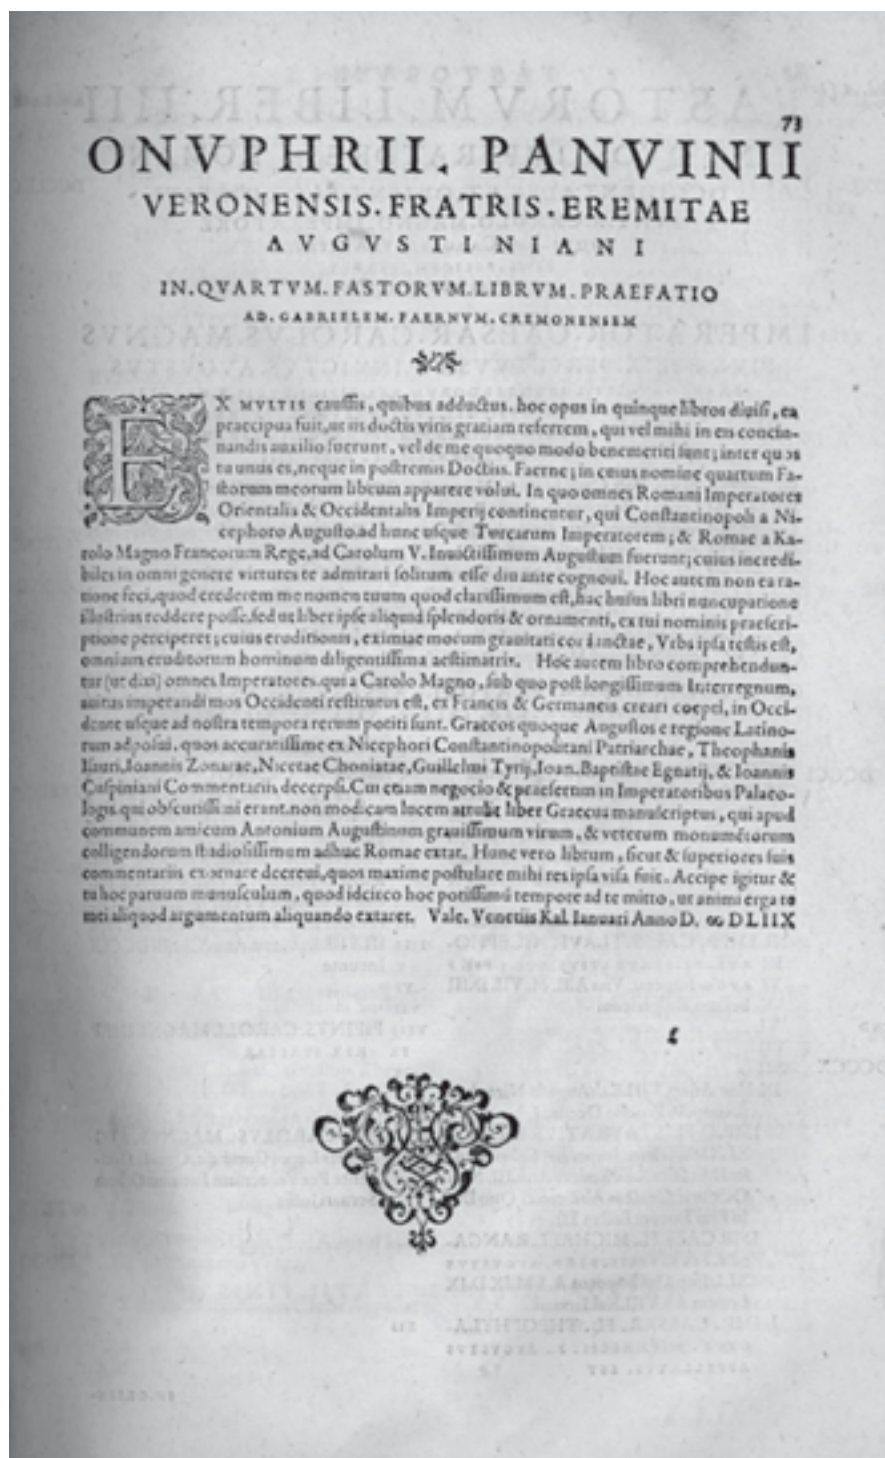 73
ONVPHRII. PANVINII
VERONENSIS.FRATRIS.EREMITAE
AVGVSTINIANI
IN.QVARTVM.FASTORVM.LIBRVM.PRAEFATIO
AD.GABRIELEM.FAERNVM.CREMONENSEM
EX MVLTIS caussis, quibus adductus. hoc opus in quinque libros diuisi, ea
praecipua fuit, ut iis doctis viris gratiam referrem, qui vel mihi in eis concin-
nandis auxilio fuerunt, vel de me quoquo modo benemeriti sunt; inter quos
tu unus es, neque in postremis Doctiss. Faerne; in cuius nomine quartum Fa-
storum meorum librum apparere volui. In quo omnes Romani Imperatores
Orientalis & Occidentalis Imperij continentur, qui Constantinopoli a Ni-
cephoro Augusto.ad hunc usque Turcarum Imperatorem; & Romae a Ka-
rolo Magno Francorum Rege, ad Carolum V. Inuictissimum Augustum fuerunt; cuius incredi-
biles in omni genere virtutes te admirari solitum esse diu ante cognoui. Hoc autem non ea ra-
tione feci, quod crederem me nomen tuum quod clarissimum est, hac huius libri nuncupatione
illustrius reddere posse, sed ut liber ipse aliquid splendoris & ornamenti, ex tui nominis praescri-
ptione perciperet; cuius eruditionis, eximiae morum grauitati coniunctae, Vrbs ipsa testis est,
omnium eruditorum hominum diligentissima aestimatrix. Hoc autem libro comprehendun-
tur (ut dixi) omnes Imperatores. qui a Carolo Magno, sub quo post longissimum Interregnum,
auitus imperandi mos Occidenti restitutus est, ex Francis & Germanis creari coepti, in Occi-
dente usque ad nostra tempora rerum potiti sunt. Graecos quoque Augustos e regione Latino-
rum adposui. quos accuratissime ex Nicephori Constantinopolitani Patriarchae, Theophanis
Isauri, Ioannis Zonarae, Nicetae Choniatae, Guillelmi Tyrij, Ioan. Baptistae Egnatij, & Ioannis
Cuspiniani Commentariis decerpsi. Cui etiam negocio & praesertim in Imperatoribus Palaeo-
logis qui obscurissimi erant. non modicam lucem attulit liber Graecus manuscriptus, qui apud
communem amicum Antonium Augustinum grauissimum virum, & veterum monumétorum
colligendorum studiosissimum adhuc Romae extat. Hunc vero librum, sicut & superiores suis
commentariis exornare decreui, quos maxime postulare mihi res ipsa visa fuit. Accipe igitur &
tu hoc paruum munusculum, quod idcirco hoc potissimū tempore ad te mitto, ut animi erga te
mei aliquod argumentum aliquando extaret. Vale. Venetiis Kal. Ianuari Anno D. ∞ DLIIX